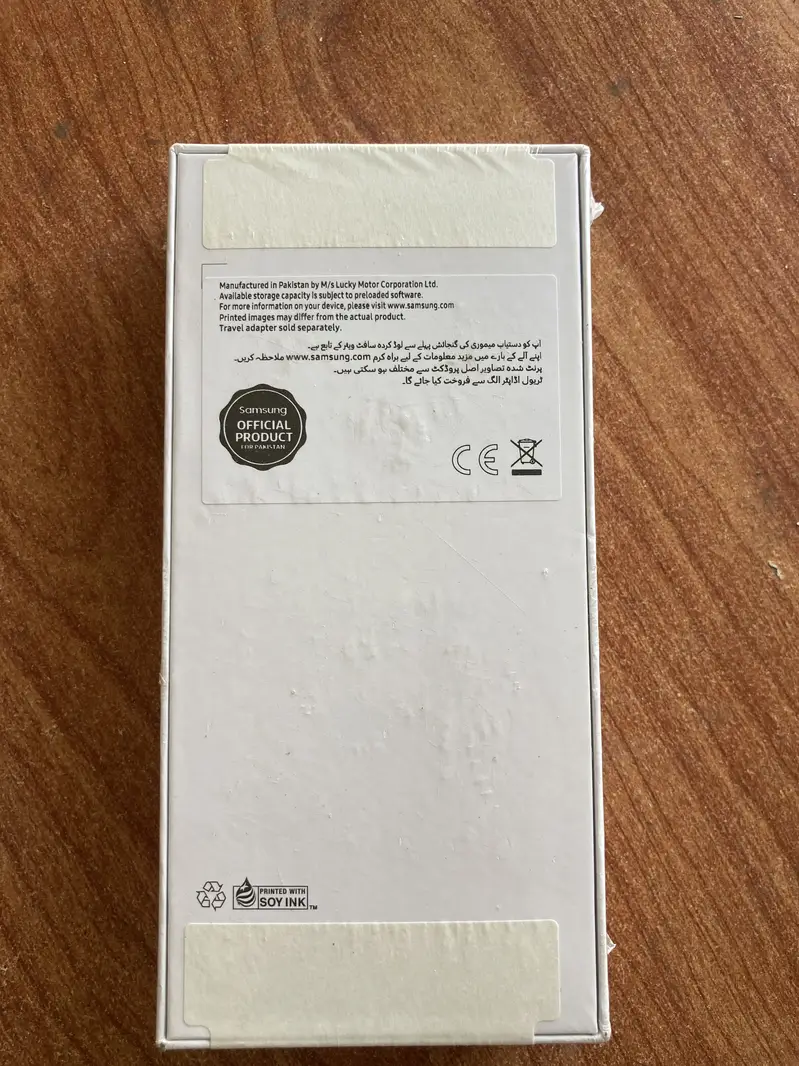 Manufactured in Pakistan by M/s Lucky Motor Corporation Ltd.
Available storage capacity is subject to preloaded software.
For more information on your device, please visit www.samsung.com
Printed images may differ from the actual product.
Travel adapter sold separately.
آپ کو دستیاب میموری کی گنجائش پہلے سے لوڈ کردہ سافٹ ویئر کے تابع ہے۔
اپنے آلے کے بارے میں مزید معلومات کے لیے براہ کرم www.samsung.com ملاحظہ کریں۔
پرنٹ شدہ تصاویر اصل پروڈکٹ سے مختلف ہو سکتی ہیں۔
ٹریول اڈاپٹر الگ سے فروخت کیا جائے گا۔
Samsung
OFFICIAL
PRODUCT
FOR PAKISTAN
CE
PRINTED WITH
SOY INK TM